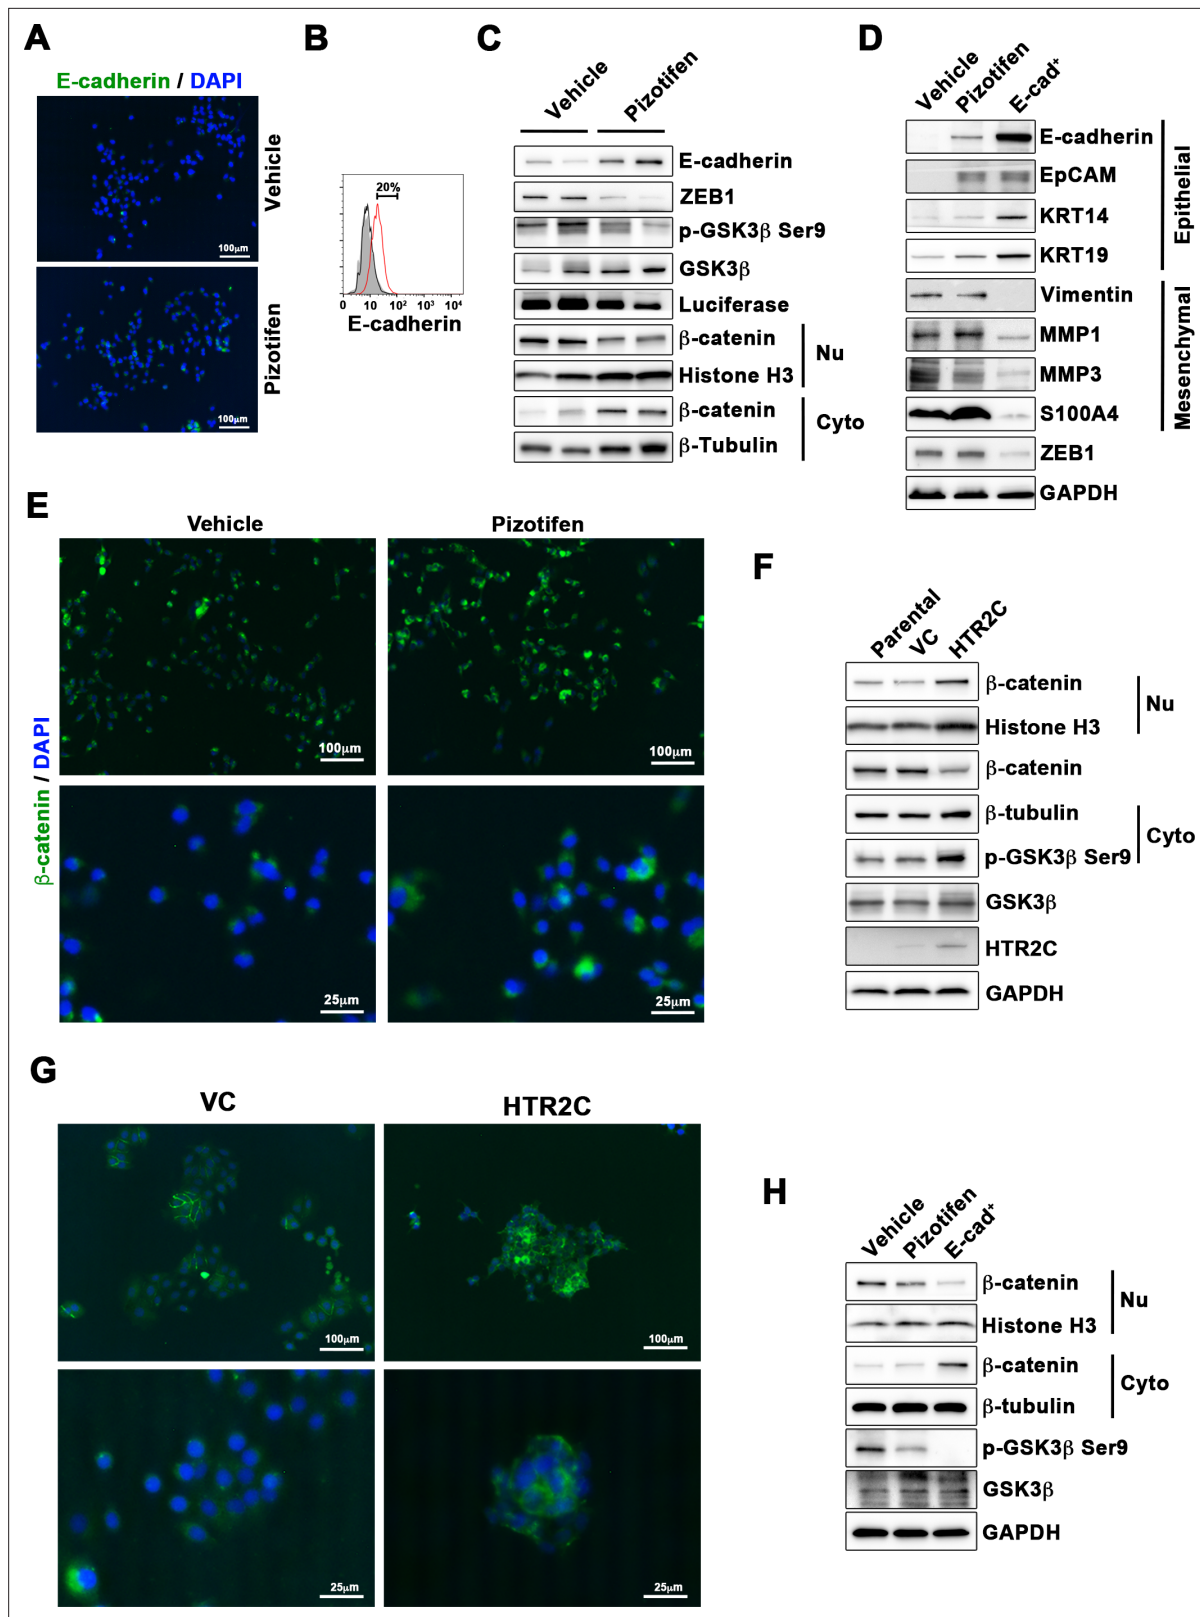 A
E-cadherin / DAPI
Vehicle
100μm
Pizotifen
100μm
B
20%
0 10 10² 10³ 10⁴
E-cadherin
C
Vehicle Pizotifen
E-cadherin
ZEB1
p-GSK3β Ser9
GSK3β
Luciferase
β-catenin
Histone H3
Nu
β-catenin
β-Tubulin
Cyto
D
Vehicle Pizotifen E-cad⁺
E-cadherin
EpCAM
KRT14
KRT19
Epithelial
Vimentin
MMP1
MMP3
S100A4
Mesenchymal
ZEB1
GAPDH
E
Vehicle Pizotifen
β-catenin / DAPI
100μm 100μm
25μm 25μm
F
Parental VC HTR2C
β-catenin
Histone H3
Nu
β-catenin
β-tubulin
p-GSK3β Ser9
Cyto
GSK3β
HTR2C
GAPDH
G
VC HTR2C
100μm 100μm
25μm 25μm
H
Vehicle Pizotifen E-cad⁺
β-catenin
Histone H3
Nu
β-catenin
β-tubulin
Cyto
p-GSK3β Ser9
GSK3β
GAPDH